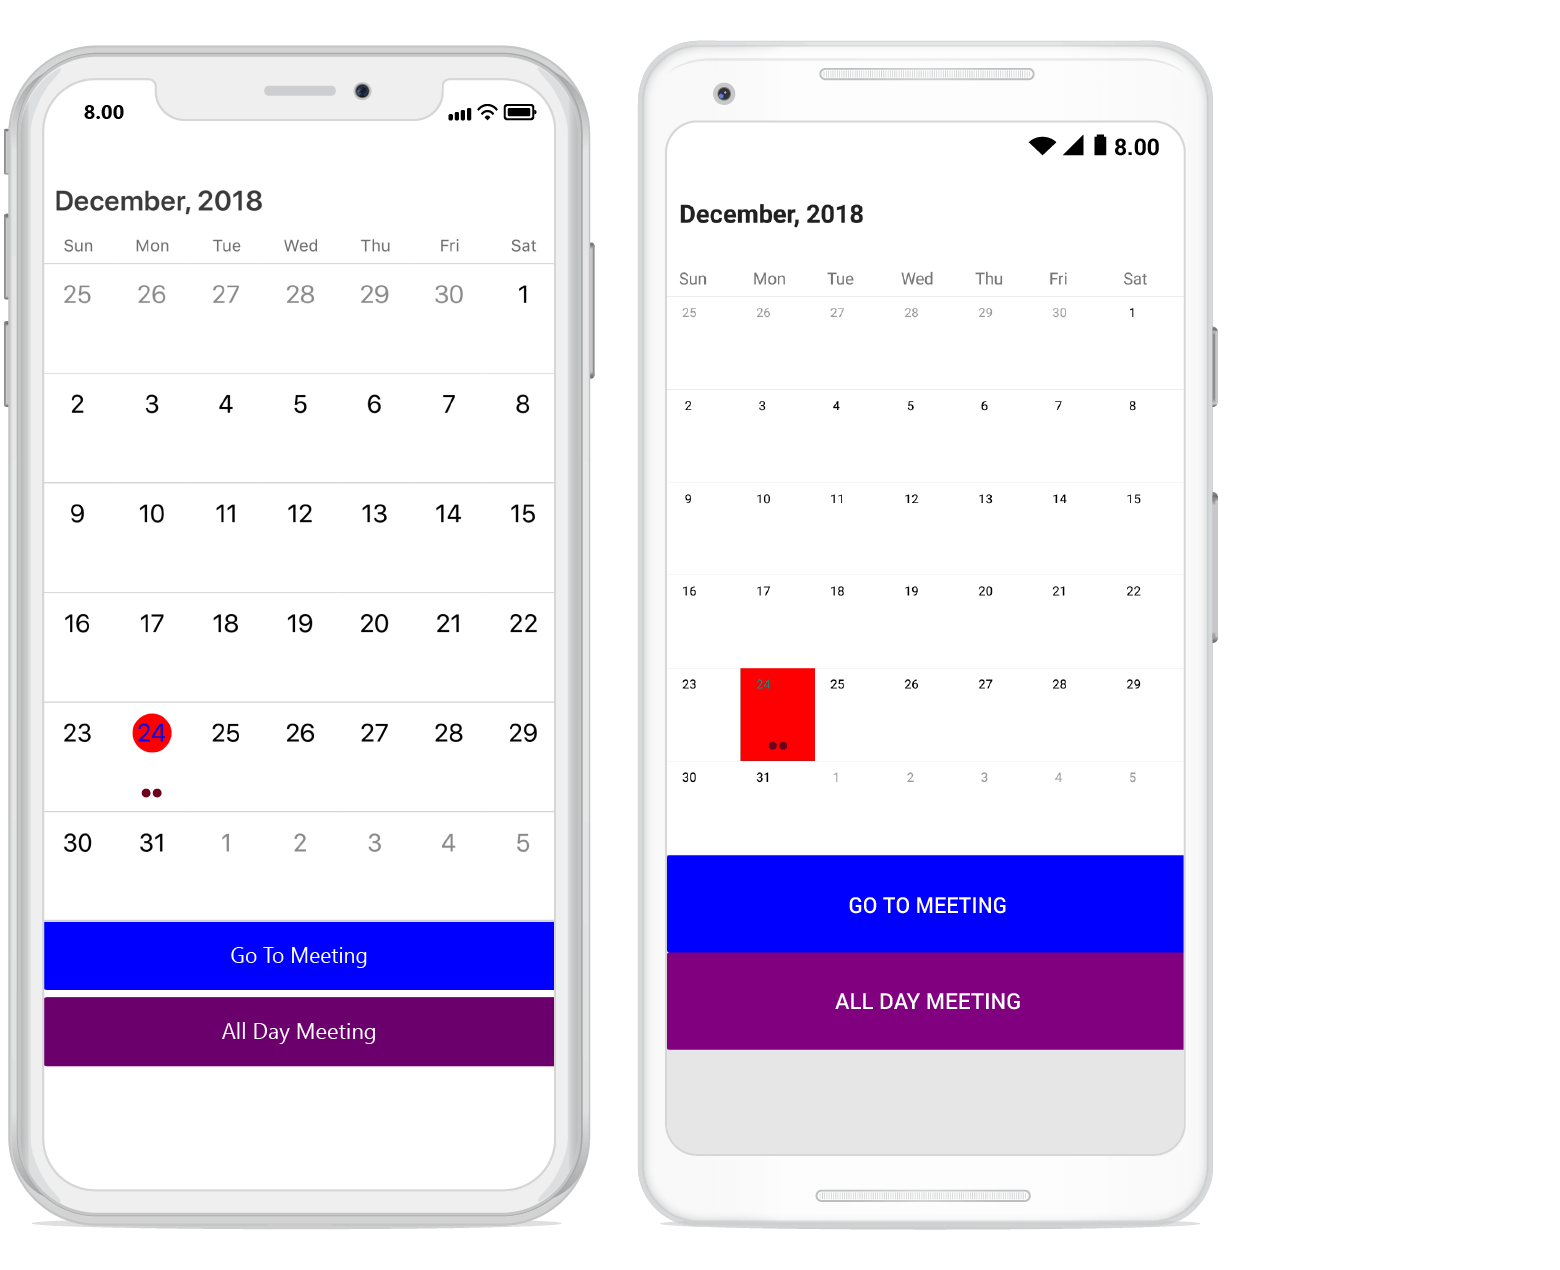 8.00
December, 2018
Sun Mon Tue Wed Thu Fri Sat
25 26 27 28 29 30 1
2 3 4 5 6 7 8
9 10 11 12 13 14 15
16 17 18 19 20 21 22
23 24 25 26 27 28 29
30 31 1 2 3 4 5
Go To Meeting
All Day Meeting
8.00
December, 2018
Sun Mon Tue Wed Thu Fri Sat
25 26 27 28 29 30 1
2 3 4 5 6 7 8
9 10 11 12 13 14 15
16 17 18 19 20 21 22
23 24 25 26 27 28 29
30 31 1 2 3 4 5
GO TO MEETING
ALL DAY MEETING